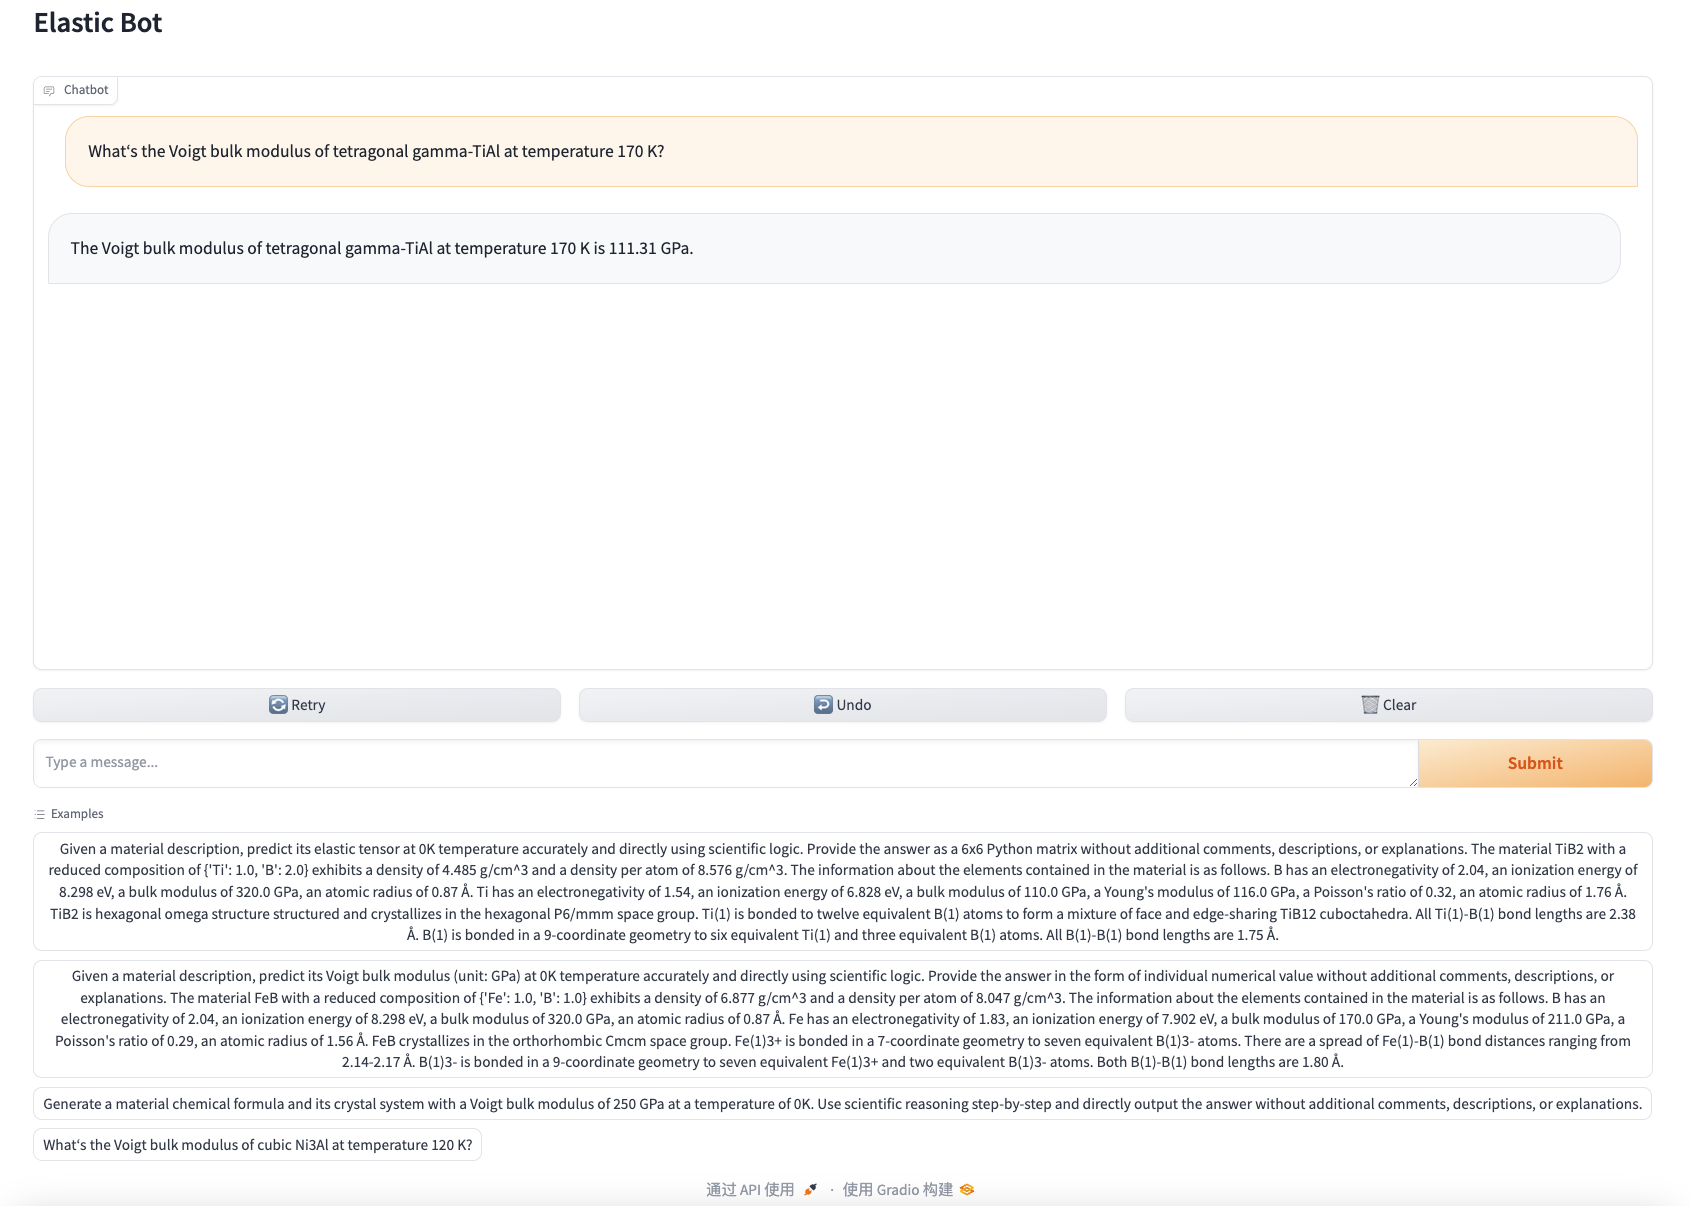 Elastic Bot
Chatbot
What‘s the Voigt bulk modulus of tetragonal gamma-TiAl at temperature 170 K?
The Voigt bulk modulus of tetragonal gamma-TiAl at temperature 170 K is 111.31 GPa.
Retry
Undo
Clear
Type a message...
Submit
Examples
Given a material description, predict its elastic tensor at 0K temperature accurately and directly using scientific logic. Provide the answer as a 6x6 Python matrix without additional comments, descriptions, or explanations. The material TiB2 with a
reduced composition of {'Ti': 1.0, 'B': 2.0} exhibits a density of 4.485 g/cm^3 and a density per atom of 8.576 g/cm^3. The information about the elements contained in the material is as follows. B has an electronegativity of 2.04, an ionization energy of
8.298 eV, a bulk modulus of 320.0 GPa, an atomic radius of 0.87 Å. Ti has an electronegativity of 1.54, an ionization energy of 6.828 eV, a bulk modulus of 110.0 GPa, a Young's modulus of 116.0 GPa, a Poisson's ratio of 0.32, an atomic radius of 1.76 Å.
TiB2 is hexagonal omega structure structured and crystallizes in the hexagonal P6/mmm space group. Ti(1) is bonded to twelve equivalent B(1) atoms to form a mixture of face and edge-sharing TiB12 cuboctahedra. All Ti(1)-B(1) bond lengths are 2.38
Å. B(1) is bonded in a 9-coordinate geometry to six equivalent Ti(1) and three equivalent B(1) atoms. All B(1)-B(1) bond lengths are 1.75 Å.
Given a material description, predict its Voigt bulk modulus (unit: GPa) at 0K temperature accurately and directly using scientific logic. Provide the answer in the form of individual numerical value without additional comments, descriptions, or
explanations. The material FeB with a reduced composition of {'Fe': 1.0, 'B': 1.0} exhibits a density of 6.877 g/cm^3 and a density per atom of 8.047 g/cm^3. The information about the elements contained in the material is as follows. B has an
electronegativity of 2.04, an ionization energy of 8.298 eV, a bulk modulus of 320.0 GPa, an atomic radius of 0.87 Å. Fe has an electronegativity of 1.83, an ionization energy of 7.902 eV, a bulk modulus of 170.0 GPa, a Young's modulus of 211.0 GPa, a
Poisson's ratio of 0.29, an atomic radius of 1.56 Å. FeB crystallizes in the orthorhombic Cmcm space group. Fe(1)3+ is bonded in a 7-coordinate geometry to seven equivalent B(1)3- atoms. There are a spread of Fe(1)-B(1) bond distances ranging from
2.14-2.17 Å. B(1)3- is bonded in a 9-coordinate geometry to seven equivalent Fe(1)3+ and two equivalent B(1)3- atoms. Both B(1)-B(1) bond lengths are 1.80 Å.
Generate a material chemical formula and its crystal system with a Voigt bulk modulus of 250 GPa at a temperature of 0K. Use scientific reasoning step-by-step and directly output the answer without additional comments, descriptions, or explanations.
What‘s the Voigt bulk modulus of cubic Ni3Al at temperature 120 K?
通过 API 使用 · 使用 Gradio 构建